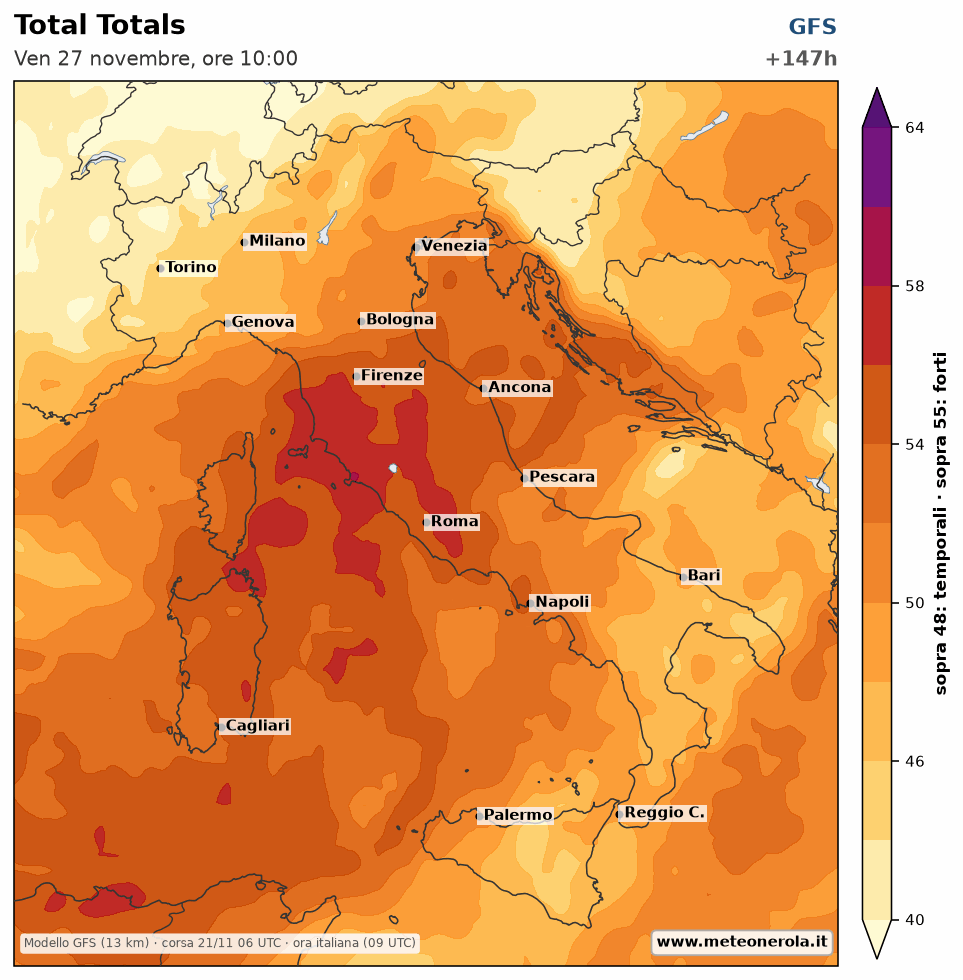 Total Totals
GFS
Ven 27 novembre, ore 10:00
+147h
Milano
Venezia
Torino
Genova
Bologna
Firenze
Ancona
Pescara
Roma
Bari
Napoli
Cagliari
Palermo
Reggio C.
64
58
54
50
46
40
sopra 48: temporali · sopra 55: forti
Modello GFS (13 km) · corsa 21/11 06 UTC · ora italiana (09 UTC)
www.meteonerola.it